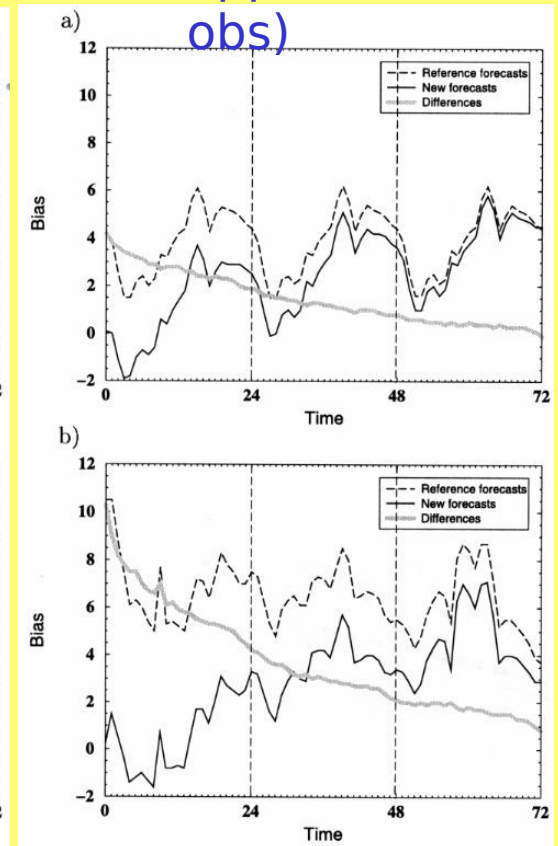 obs)
a)
12
10
8
6
4
2
0
−2
Bias
Reference forecasts
New forecasts
Differences
0 24 48 72
Time
b)
12
10
8
6
4
2
0
−2
Bias
Reference forecasts
New forecasts
Differences
0 24 48 72
Time